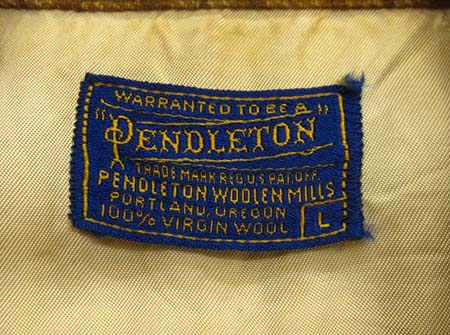 WARRANTED TO BE A
"PENDLETON"
TRADE MARK REG. U.S. PAT. OFF.
PENDLETON WOOLEN MILLS
PORTLAND, OREGON
100% VIRGIN WOOL L